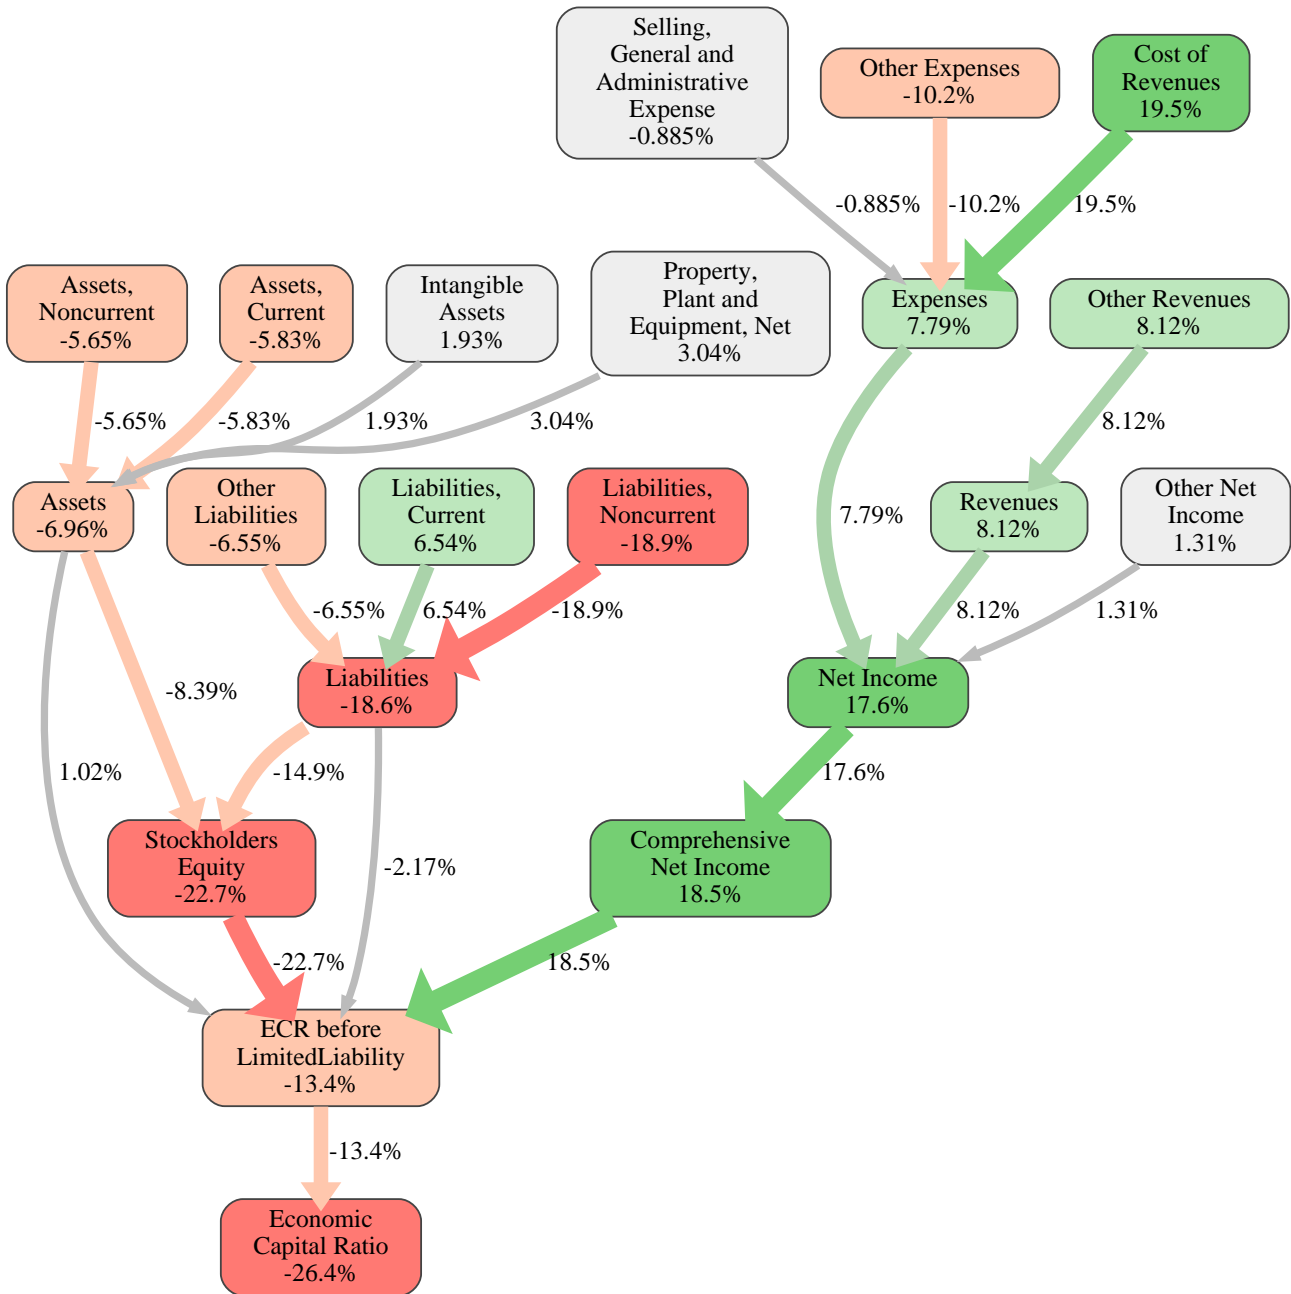 Selling,
General and
Administrative
Expense
-0.885%
Other Expenses
-10.2%
Cost of
Revenues
19.5%
-0.885%
-10.2%
19.5%
Assets,
Noncurrent
-5.65%
Assets,
Current
-5.83%
Intangible
Assets
1.93%
Property,
Plant and
Equipment, Net
3.04%
Expenses
7.79%
Other Revenues
8.12%
-5.65%
-5.83%
1.93%
3.04%
8.12%
Assets
-6.96%
Other
Liabilities
-6.55%
Liabilities,
Current
6.54%
Liabilities,
Noncurrent
-18.9%
7.79%
Revenues
8.12%
Other Net
Income
1.31%
-6.55%
6.54%
-18.9%
8.12%
1.31%
-8.39%
Liabilities
-18.6%
Net Income
17.6%
1.02%
-14.9%
17.6%
Stockholders
Equity
-22.7%
-2.17%
Comprehensive
Net Income
18.5%
-22.7%
18.5%
ECR before
LimitedLiability
-13.4%
-13.4%
Economic
Capital Ratio
-26.4%